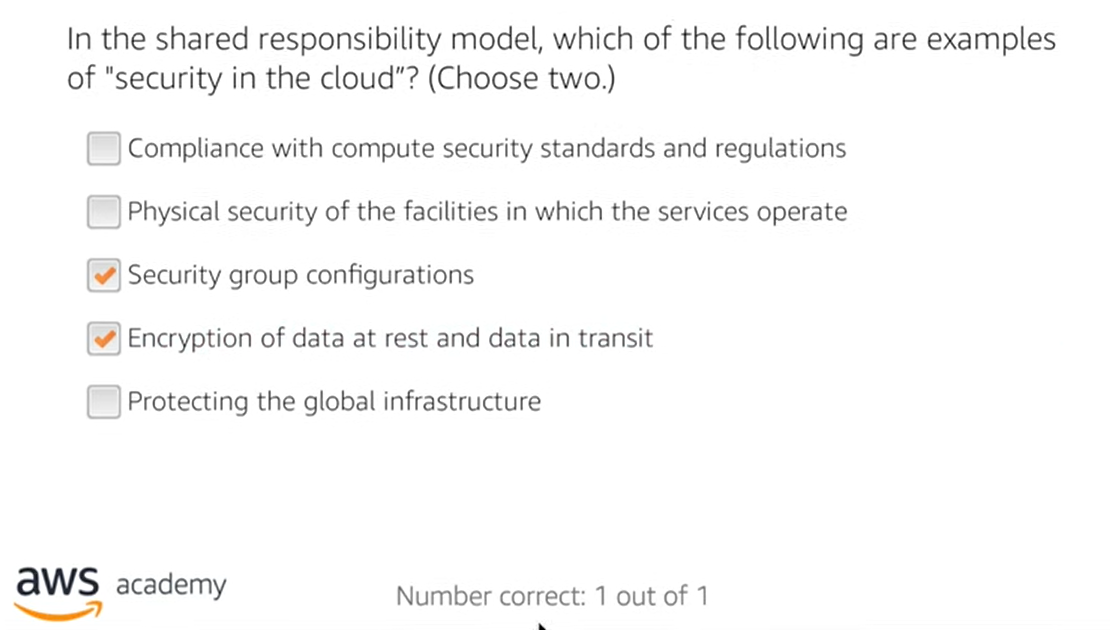 In the shared responsibility model, which of the following are examples
of "security in the cloud"? (Choose two.)
Compliance with compute security standards and regulations
Physical security of the facilities in which the services operate
Security group configurations
Encryption of data at rest and data in transit
Protecting the global infrastructure
aws academy
Number correct: 1 out of 1